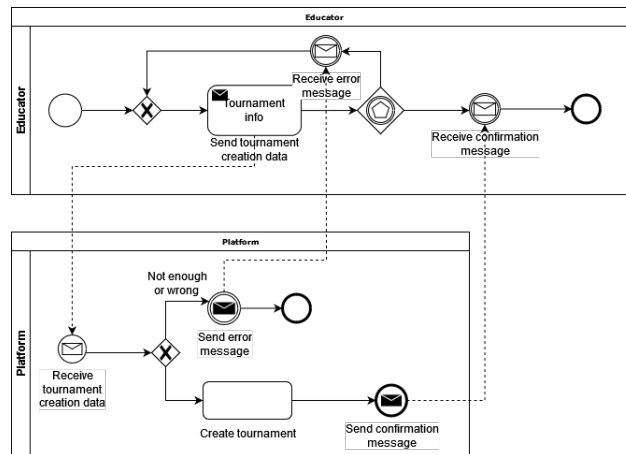 Educator
Educator
Receive error
message
Tournament
info
Send tournament
creation data
Receive confirmation
message
Platform
Platform
Not enough
or wrong
Send error
message
Receive
tournament
creation data
Create tournament
Send confirmation
message